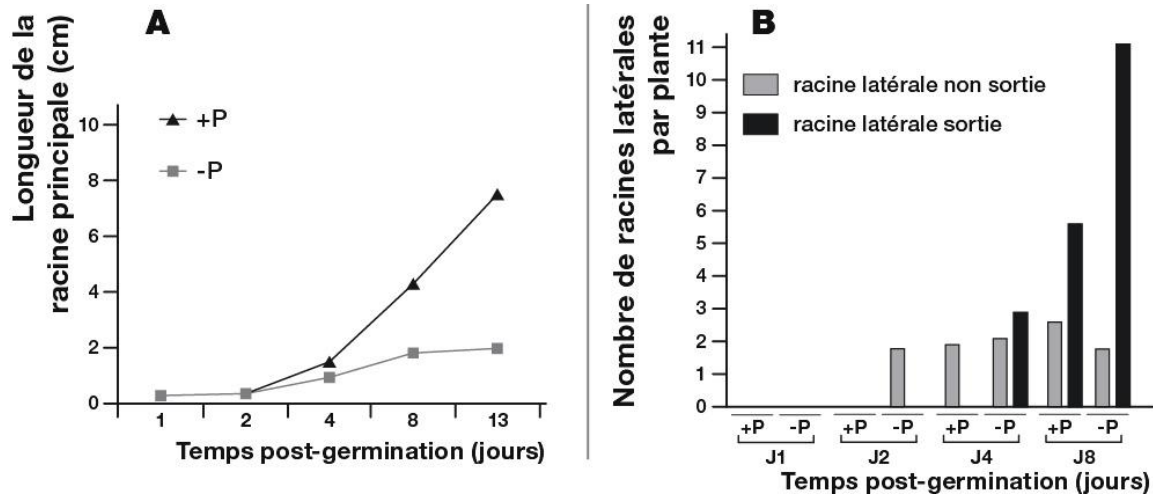 A
Longueur de la
racine principale (cm)
+P
-P
10
8
6
4
2
0
1 2 4 8 13
Temps post-germination (jours)
B
Nombre de racines latérales
par plante
racine latérale non sortie
racine latérale sortie
11
10
9
8
7
6
5
4
3
2
1
0
+P -P +P -P +P -P +P -P
J1 J2 J4 J8
Temps post-germination (jours)